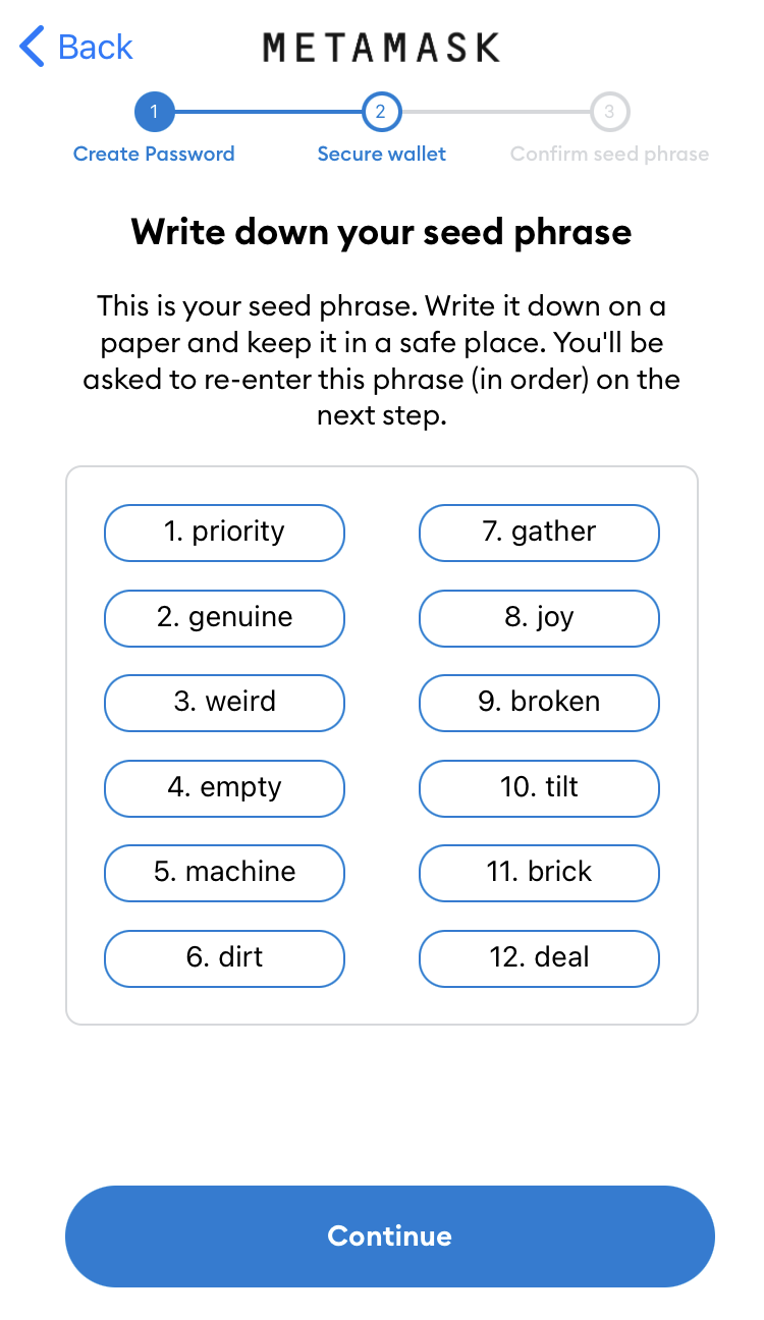 Back
METAMASK
1 2 3
Create Password Secure wallet Confirm seed phrase
Write down your seed phrase
This is your seed phrase. Write it down on a
paper and keep it in a safe place. You'll be
asked to re-enter this phrase (in order) on the
next step.
1. priority
2. genuine
3. weird
4. empty
5. machine
6. dirt
7. gather
8. joy
9. broken
10. tilt
11. brick
12. deal
Continue